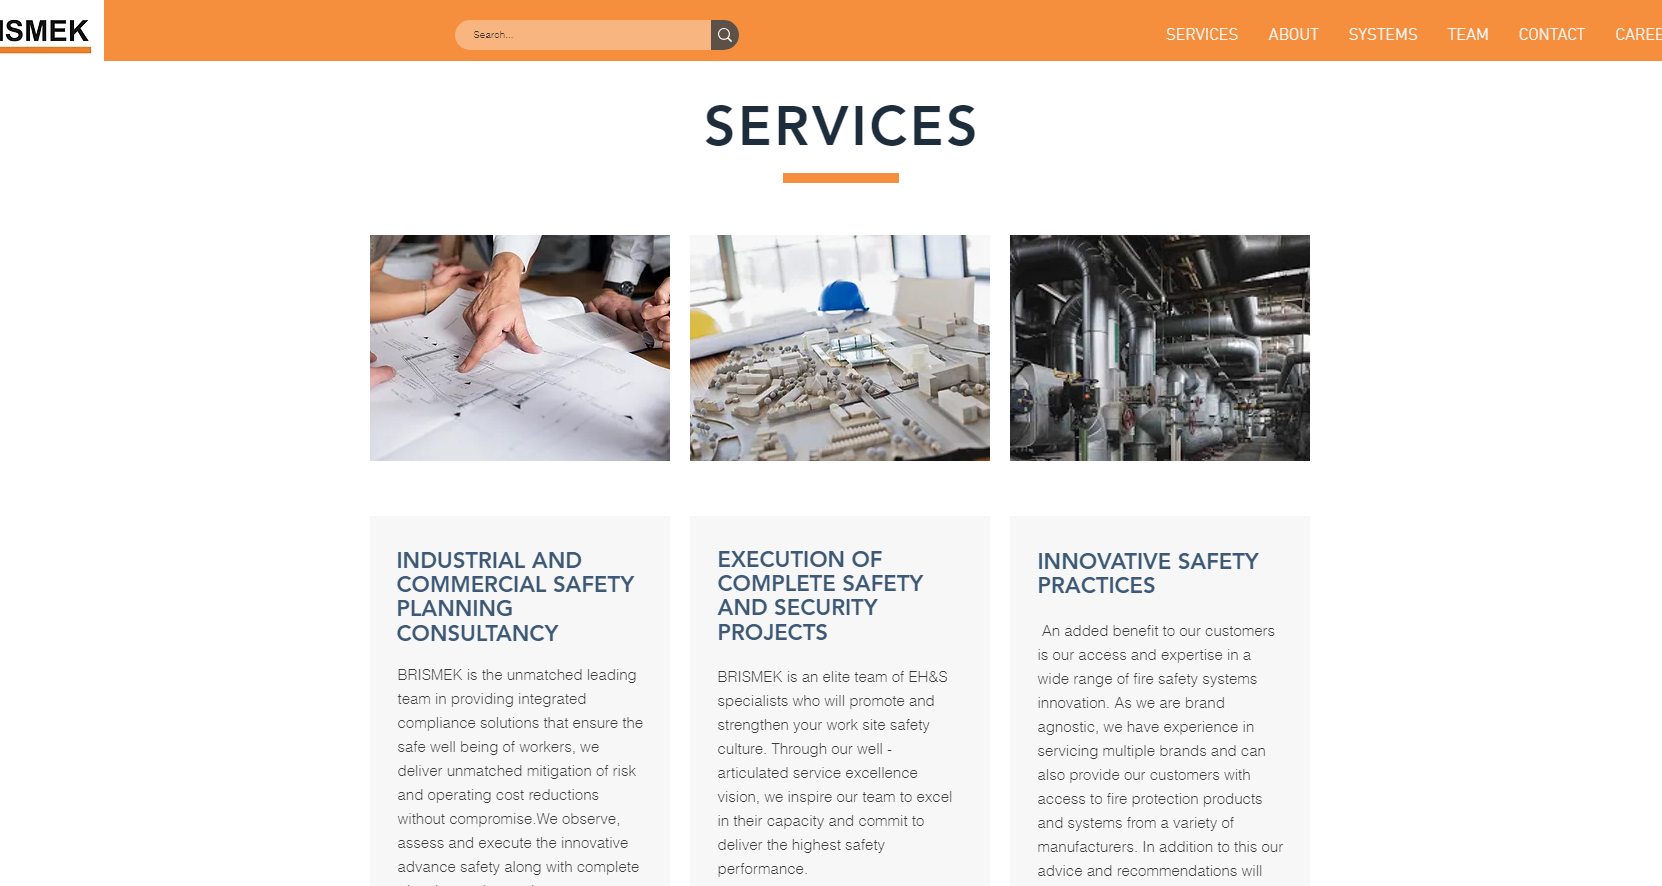 ISMEK
Search...
SERVICES ABOUT SYSTEMS TEAM CONTACT
SERVICES
INDUSTRIAL AND
COMMERCIAL SAFETY
PLANNING
CONSULTANCY
BRISMEK is the unmatched leading
team in providing integrated
compliance solutions that ensure the
safe well being of workers, we
deliver unmatched mitigation of risk
and operating cost reductions
without compromise.We observe,
assess and execute the innovative
advance safety along with complete
EXECUTION OF
COMPLETE SAFETY
AND SECURITY
PROJECTS
BRISMEK is an elite team of EH&S
specialists who will promote and
strengthen your work site safety
culture. Through our well -
articulated service excellence
vision, we inspire our team to excel
in their capacity and commit to
deliver the highest safety
performance.
INNOVATIVE SAFETY
PRACTICES
An added benefit to our customers
is our access and expertise in a
wide range of fire safety systems
innovation. As we are brand
agnostic, we have experience in
servicing multiple brands and can
also provide our customers with
access to fire protection products
and systems from a variety of
manufacturers. In addition to this our
advice and recommendations will